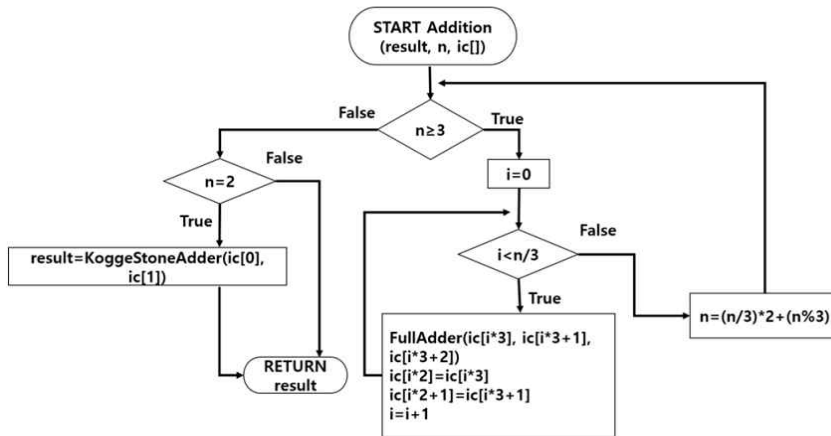 START Addition
(result, n, ic[])
False
n≥3
True
False
n=2
i=0
True
False
result=KoggeStoneAdder(ic[0],
ic[1])
i<n/3
True
n=(n/3)*2+(n%3)
FullAdder(ic[i*3], ic[i*3+1],
ic[i*3+2])
ic[i*2]=ic[i*3]
ic[i*2+1]=ic[i*3+1]
i=i+1
RETURN
result